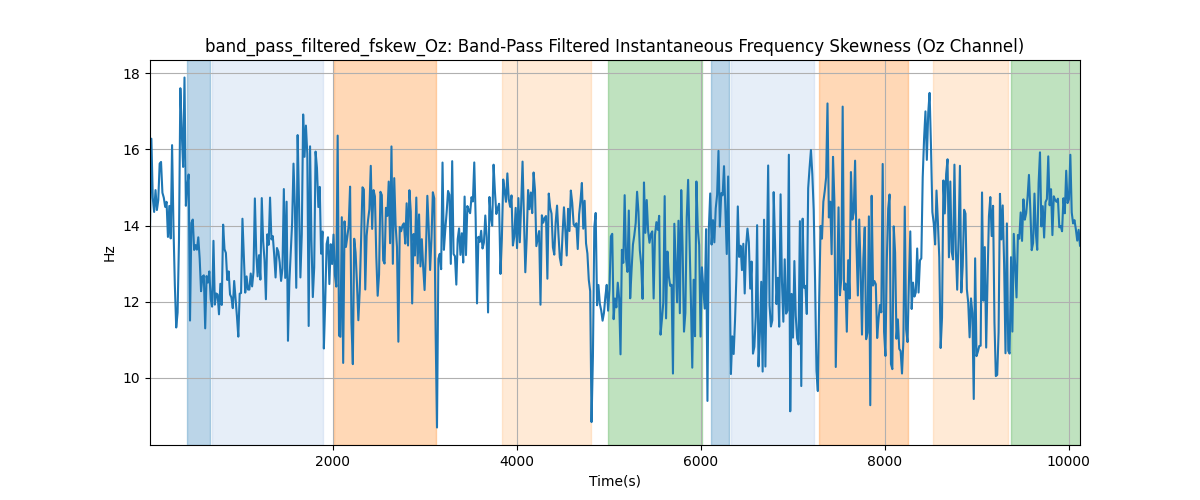 band_pass_filtered_fskew_Oz: Band-Pass Filtered Instantaneous Frequency Skewness (Oz Channel)
18
16
14
12
10
Hz
2000 4000 6000 8000 10000
Time(s)